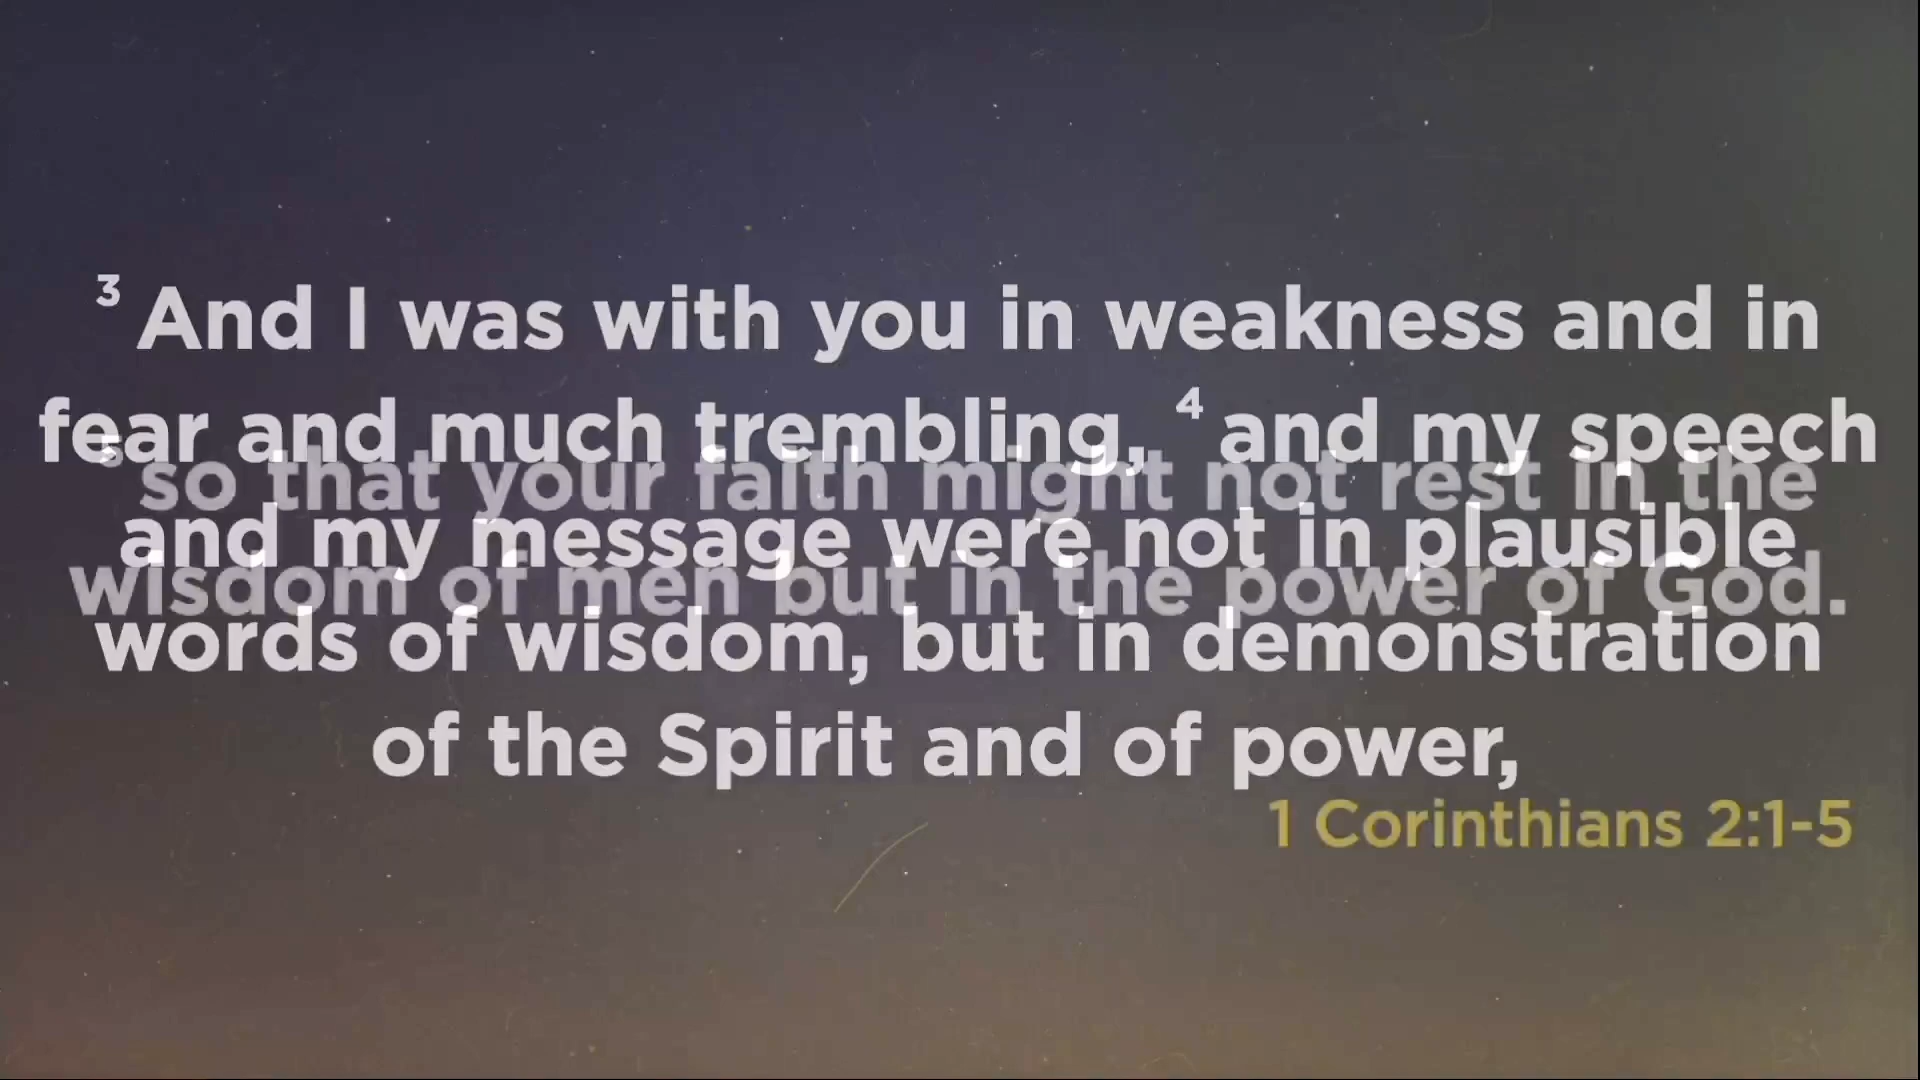 3 And I was with you in weakness and in
fear and much trembling, 4 and my speech
and my message were not in plausible
words of wisdom, but in demonstration
of the Spirit and of power,
5 so that your faith might not rest in the
wisdom of men but in the power of God.
1 Corinthians 2:1-5